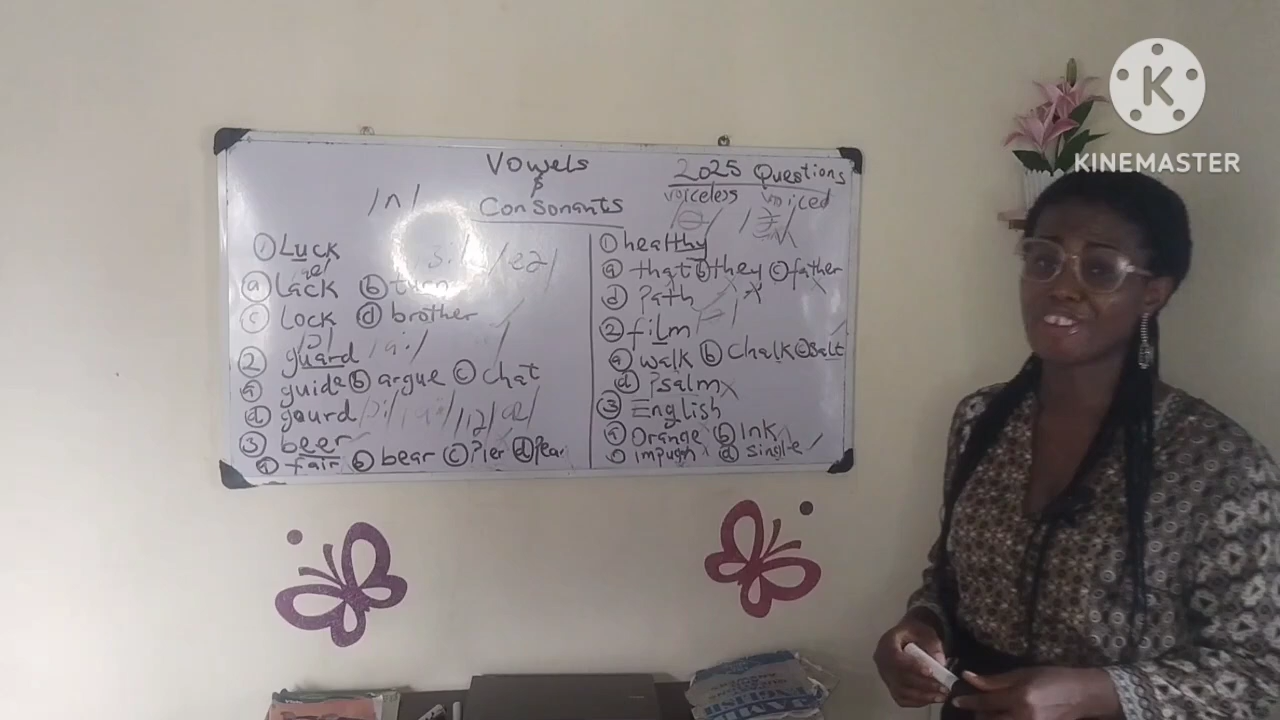 Vowels
&
Consonants
/n/
① Luck
/æ/
ⓐ lack ⓑ turn
ⓒ lock ⓓ brother
② guard
ⓐ guide ⓑ argue ⓒ chat
ⓓ gourd
③ beer
ⓐ fair ⓑ bear ⓒ Pier ⓓ Pear
2025 Questions
voiceless voiced
① healthy
ⓐ that ⓑ they ⓒ father
ⓓ Path
② film
ⓐ walk ⓑ Chalk ⓒ Salt
ⓓ Psalm
③ English
ⓐ Orange ⓑ Ink
ⓒ impugn ⓓ single
KINEMASTER